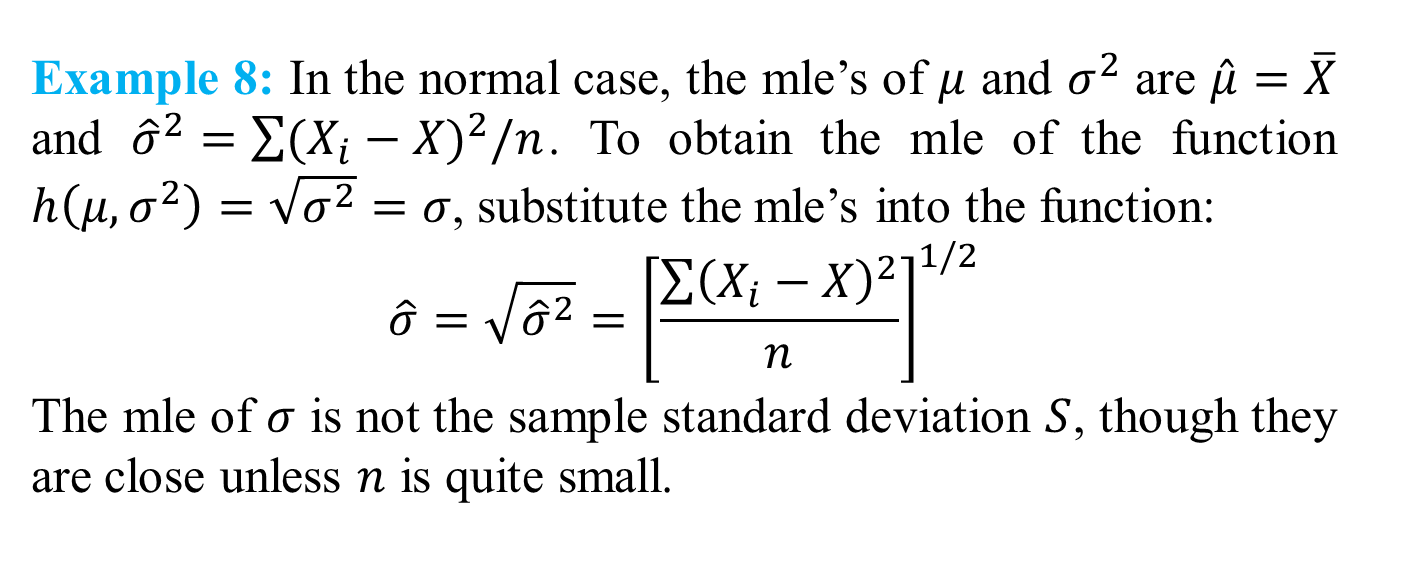 Example 8: In the normal case, the mle's of μ and σ² are μ̂ = X̄
and σ̂² = ∑(Xᵢ − X)²/n. To obtain the mle of the function
h(μ, σ²) = √σ² = σ, substitute the mle's into the function:
σ̂ = √σ̂² = [∑(Xᵢ − X)²/n]^1/2
The mle of σ is not the sample standard deviation S, though they
are close unless n is quite small.